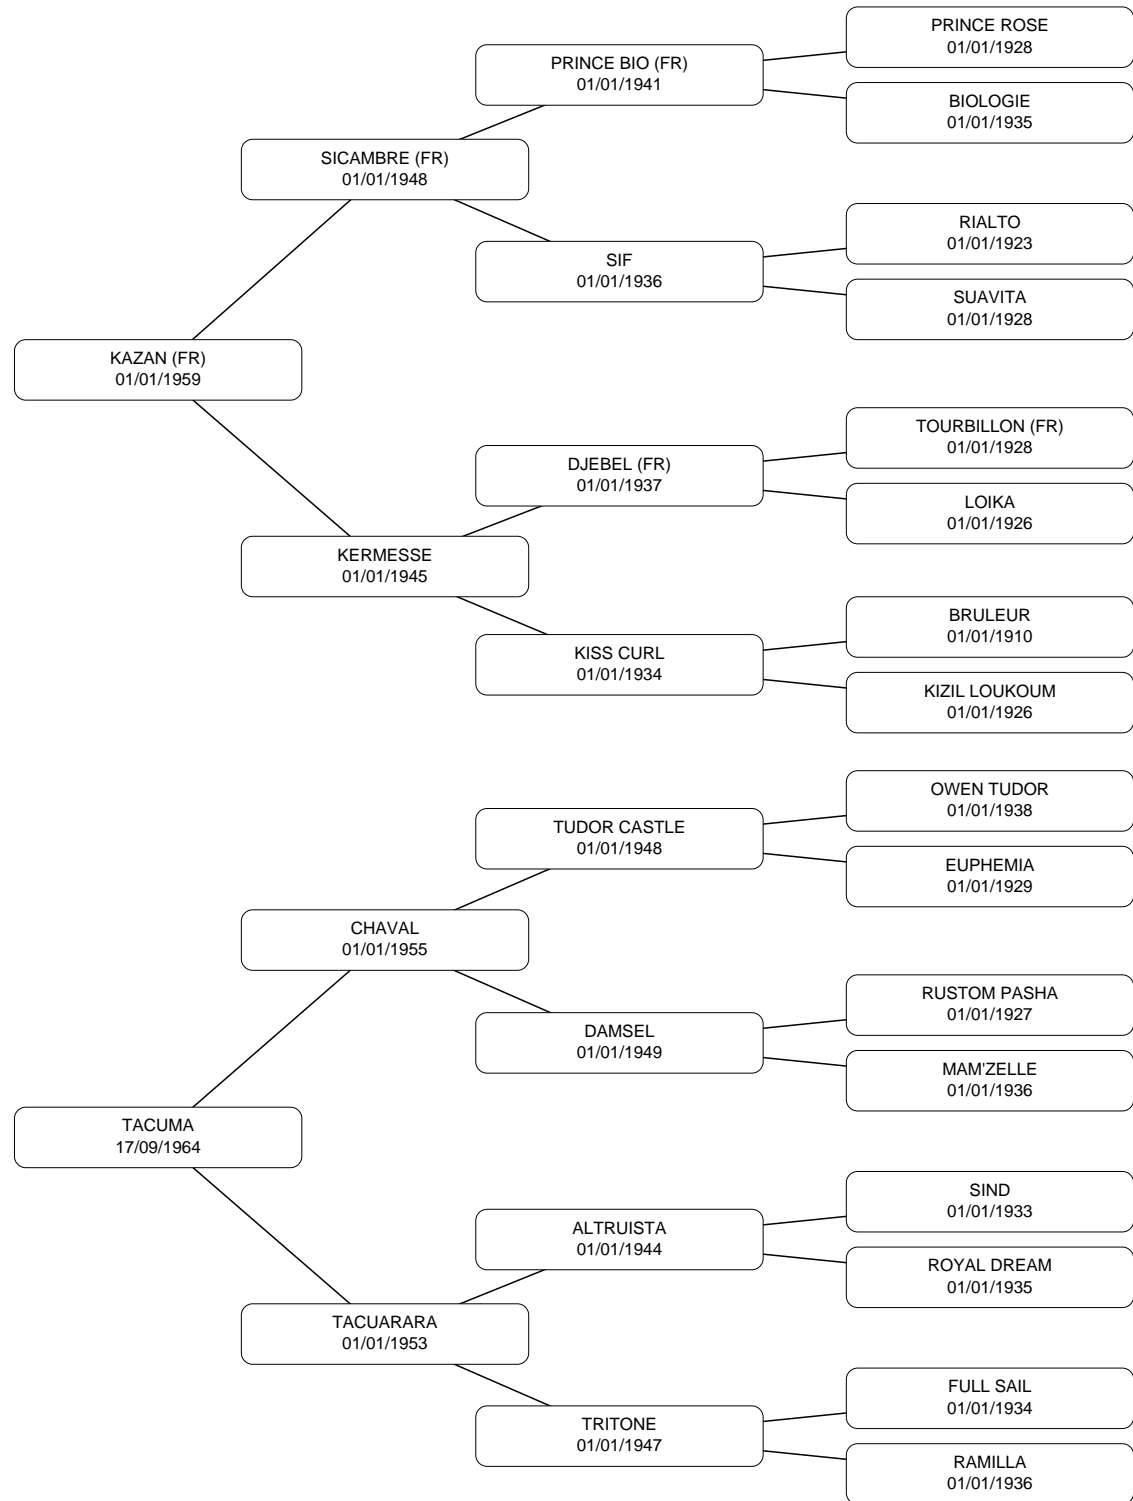 PRINCE ROSE
01/01/1928
PRINCE BIO (FR)
01/01/1941
BIOLOGIE
01/01/1935
SICAMBRE (FR)
01/01/1948
RIALTO
01/01/1923
SIF
01/01/1936
SUAVITA
01/01/1928
KAZAN (FR)
01/01/1959
TOURBILLON (FR)
01/01/1928
DJEBEL (FR)
01/01/1937
LOIKA
01/01/1926
KERMESSE
01/01/1945
BRULEUR
01/01/1910
KISS CURL
01/01/1934
KIZIL LOUKOUM
01/01/1926
OWEN TUDOR
01/01/1938
TUDOR CASTLE
01/01/1948
EUPHEMIA
01/01/1929
CHAVAL
01/01/1955
RUSTOM PASHA
01/01/1927
DAMSEL
01/01/1949
MAM'ZELLE
01/01/1936
TACUMA
17/09/1964
SIND
01/01/1933
ALTRUISTA
01/01/1944
ROYAL DREAM
01/01/1935
TACUARARA
01/01/1953
FULL SAIL
01/01/1934
TRITONE
01/01/1947
RAMILLA
01/01/1936